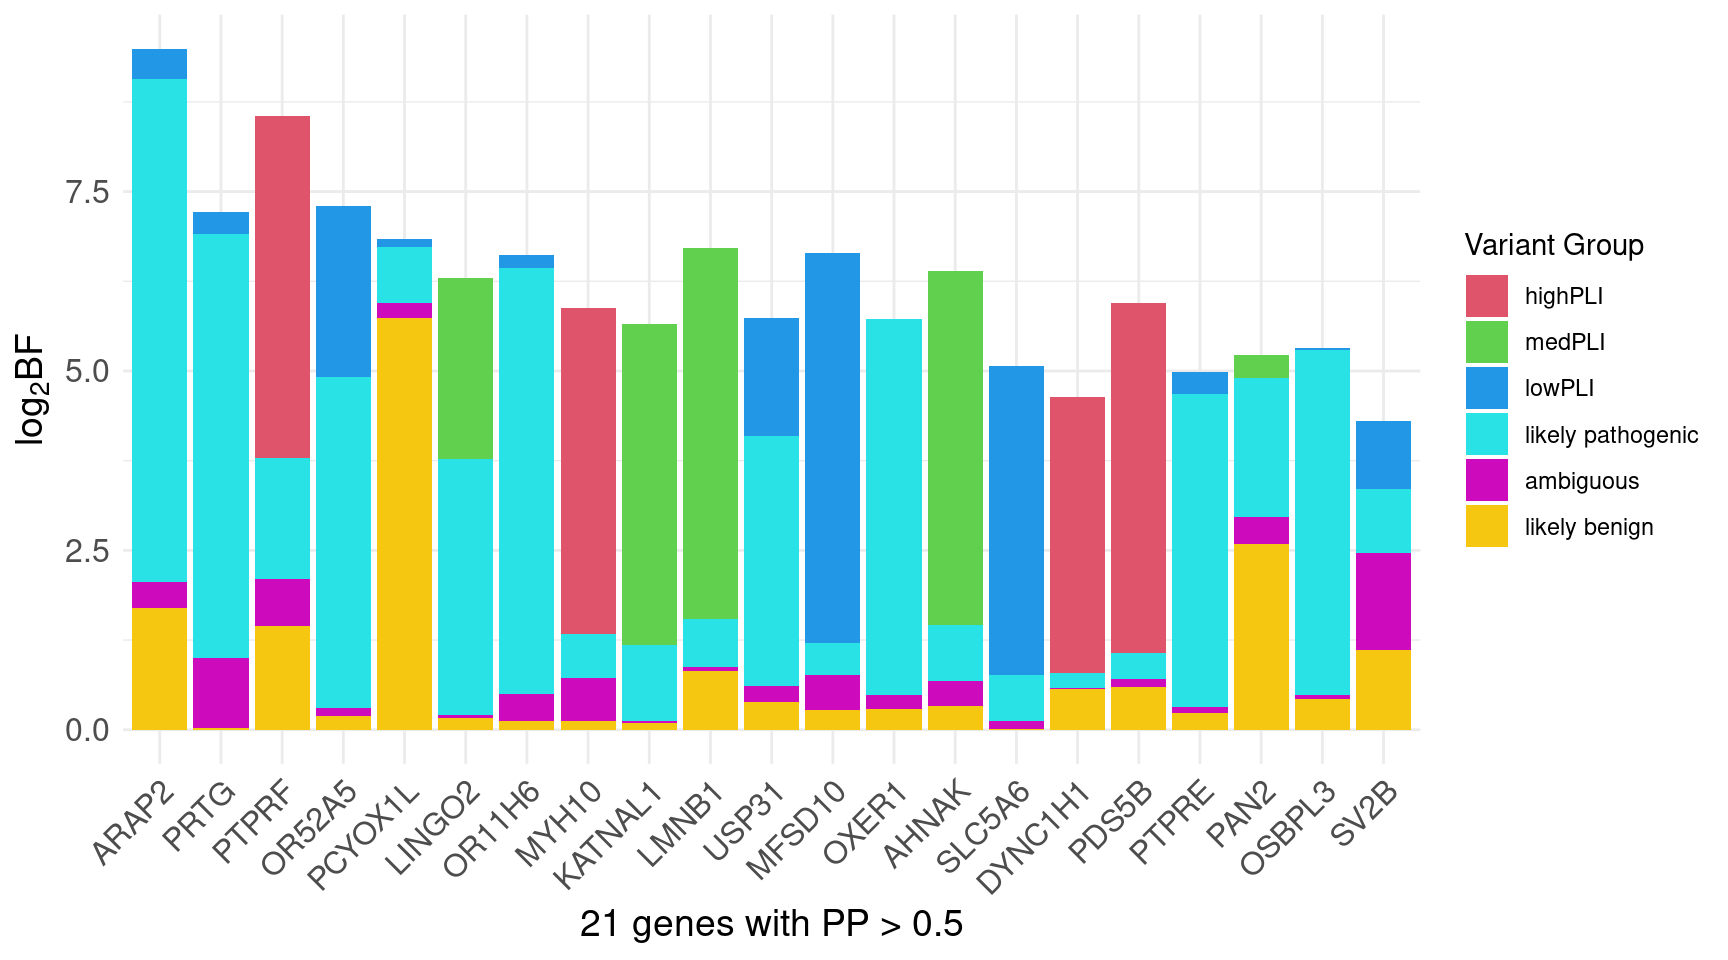 log₂BF
7.5
5.0
2.5
0.0
ARAP2
PRTG
PTPRF
OR52A5
PCYOX1L
LINGO2
OR11H6
MYH10
KATNAL1
LMNB1
USP31
MFSD10
OXER1
AHNAK
SLC5A6
DYNC1H1
PDS5B
PTPRE
PAN2
OSBPL3
SV2B
21 genes with PP > 0.5
Variant Group
highPLI
medPLI
lowPLI
likely pathogenic
ambiguous
likely benign